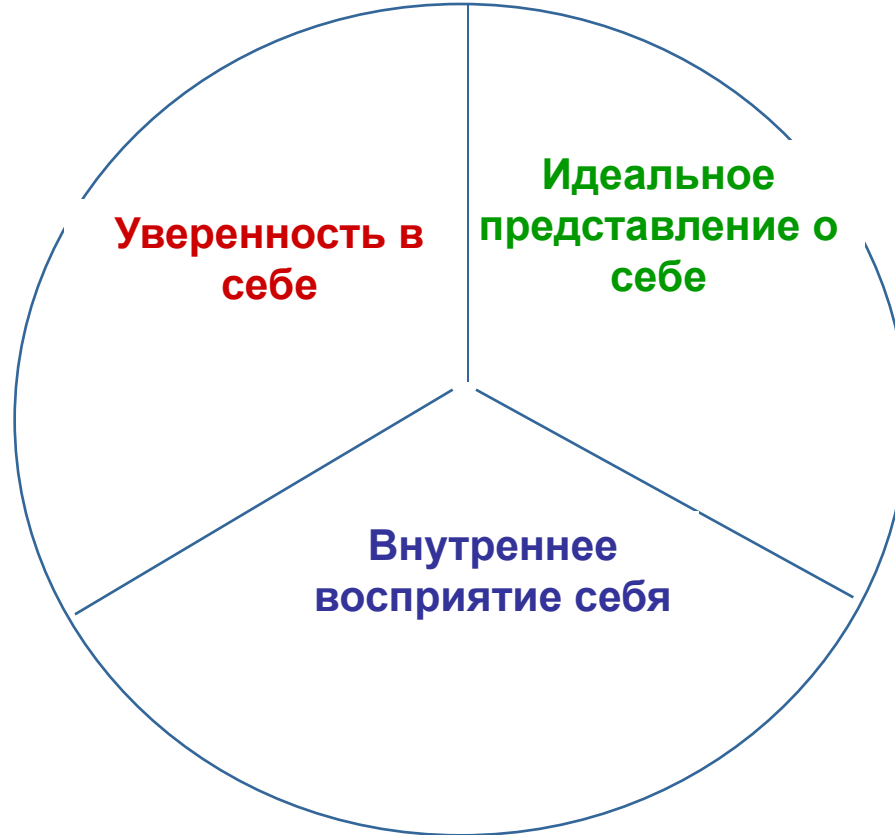 Уверенность в
себе
Идеальное
представление о
себе
Внутреннее
восприятие себя